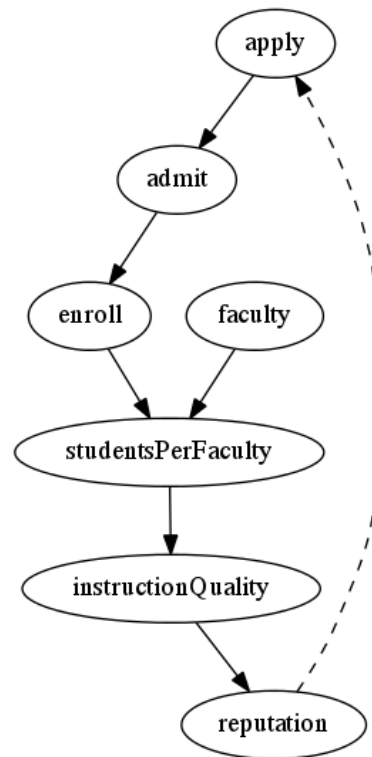 apply
admit
enroll
faculty
studentsPerFaculty
instructionQuality
reputation